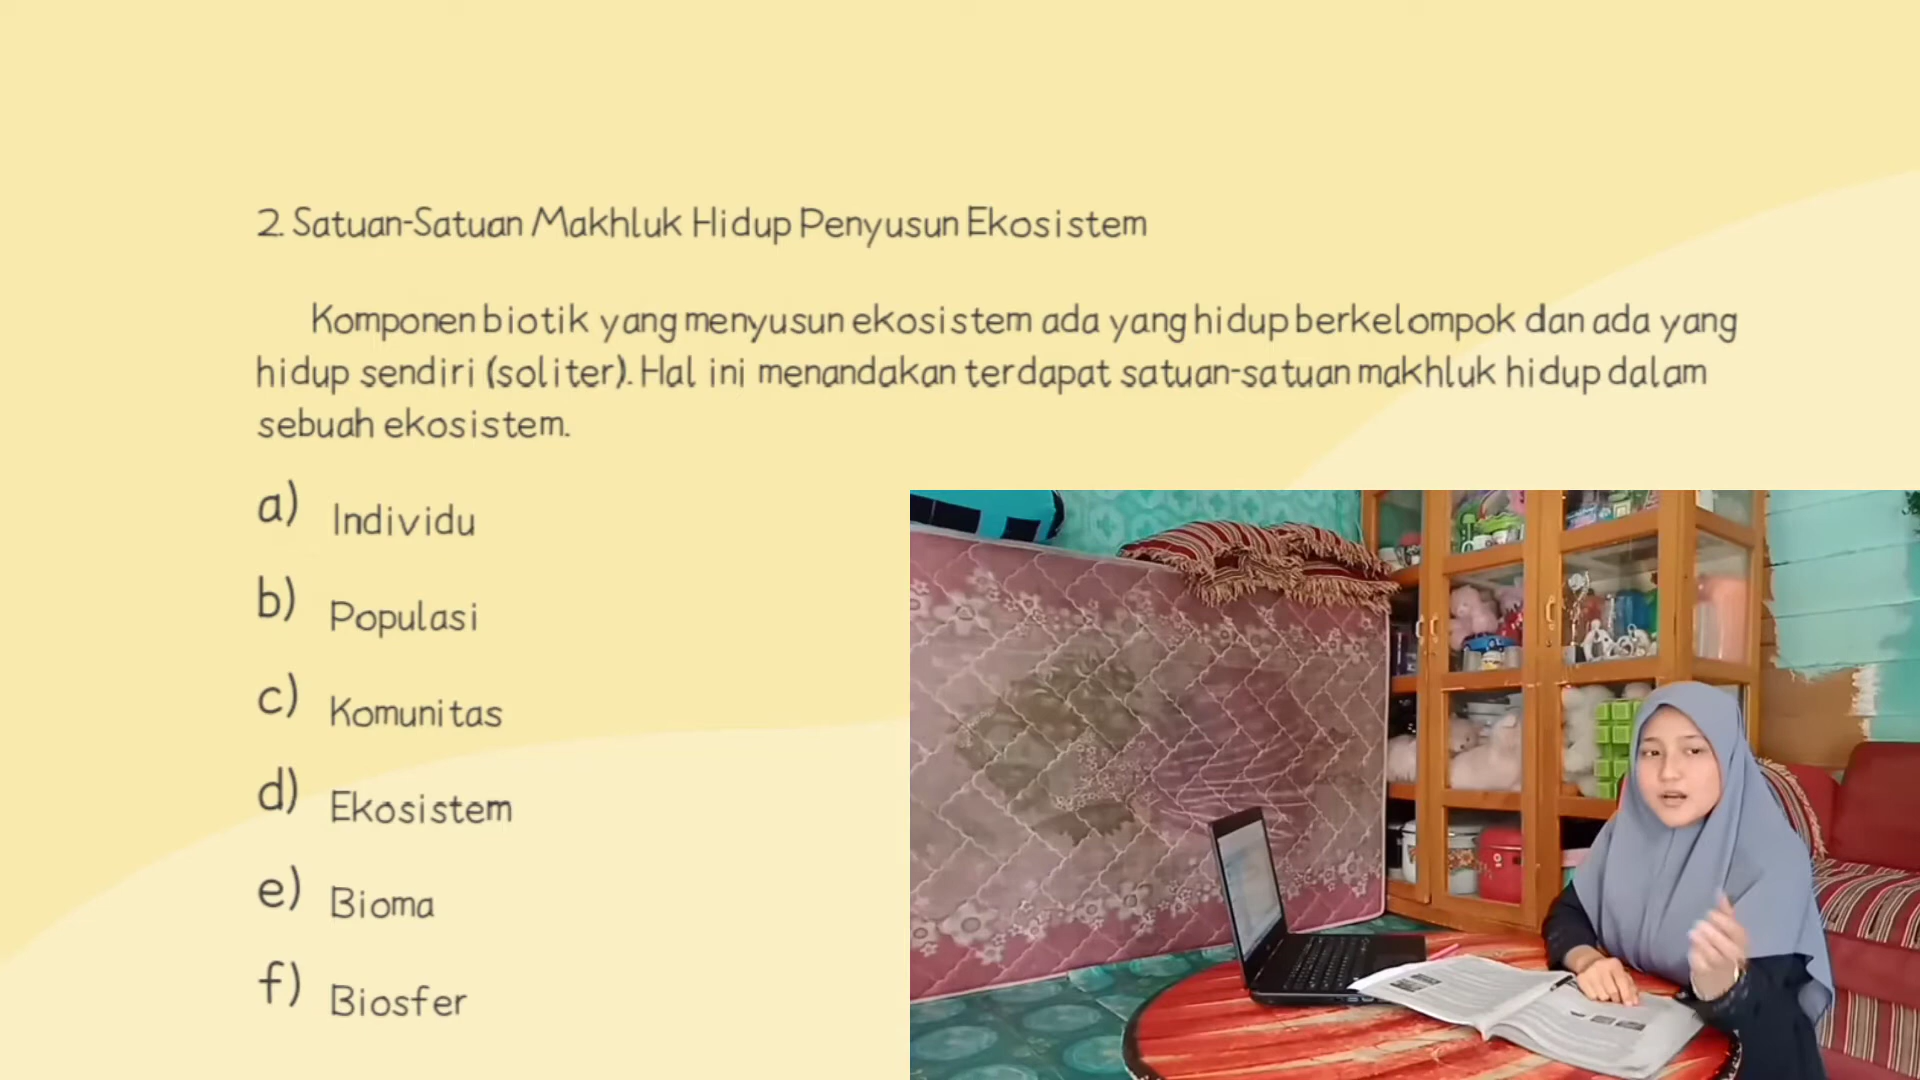 2. Satuan-Satuan Makhluk Hidup Penyusun Ekosistem
Komponen biotik yang menyusun ekosistem ada yang hidup berkelompok dan ada yang
hidup sendiri (soliter). Hal ini menandakan terdapat satuan-satuan makhluk hidup dalam
sebuah ekosistem.
a) Individu
b) Populasi
c) Komunitas
d) Ekosistem
e) Bioma
f) Biosfer